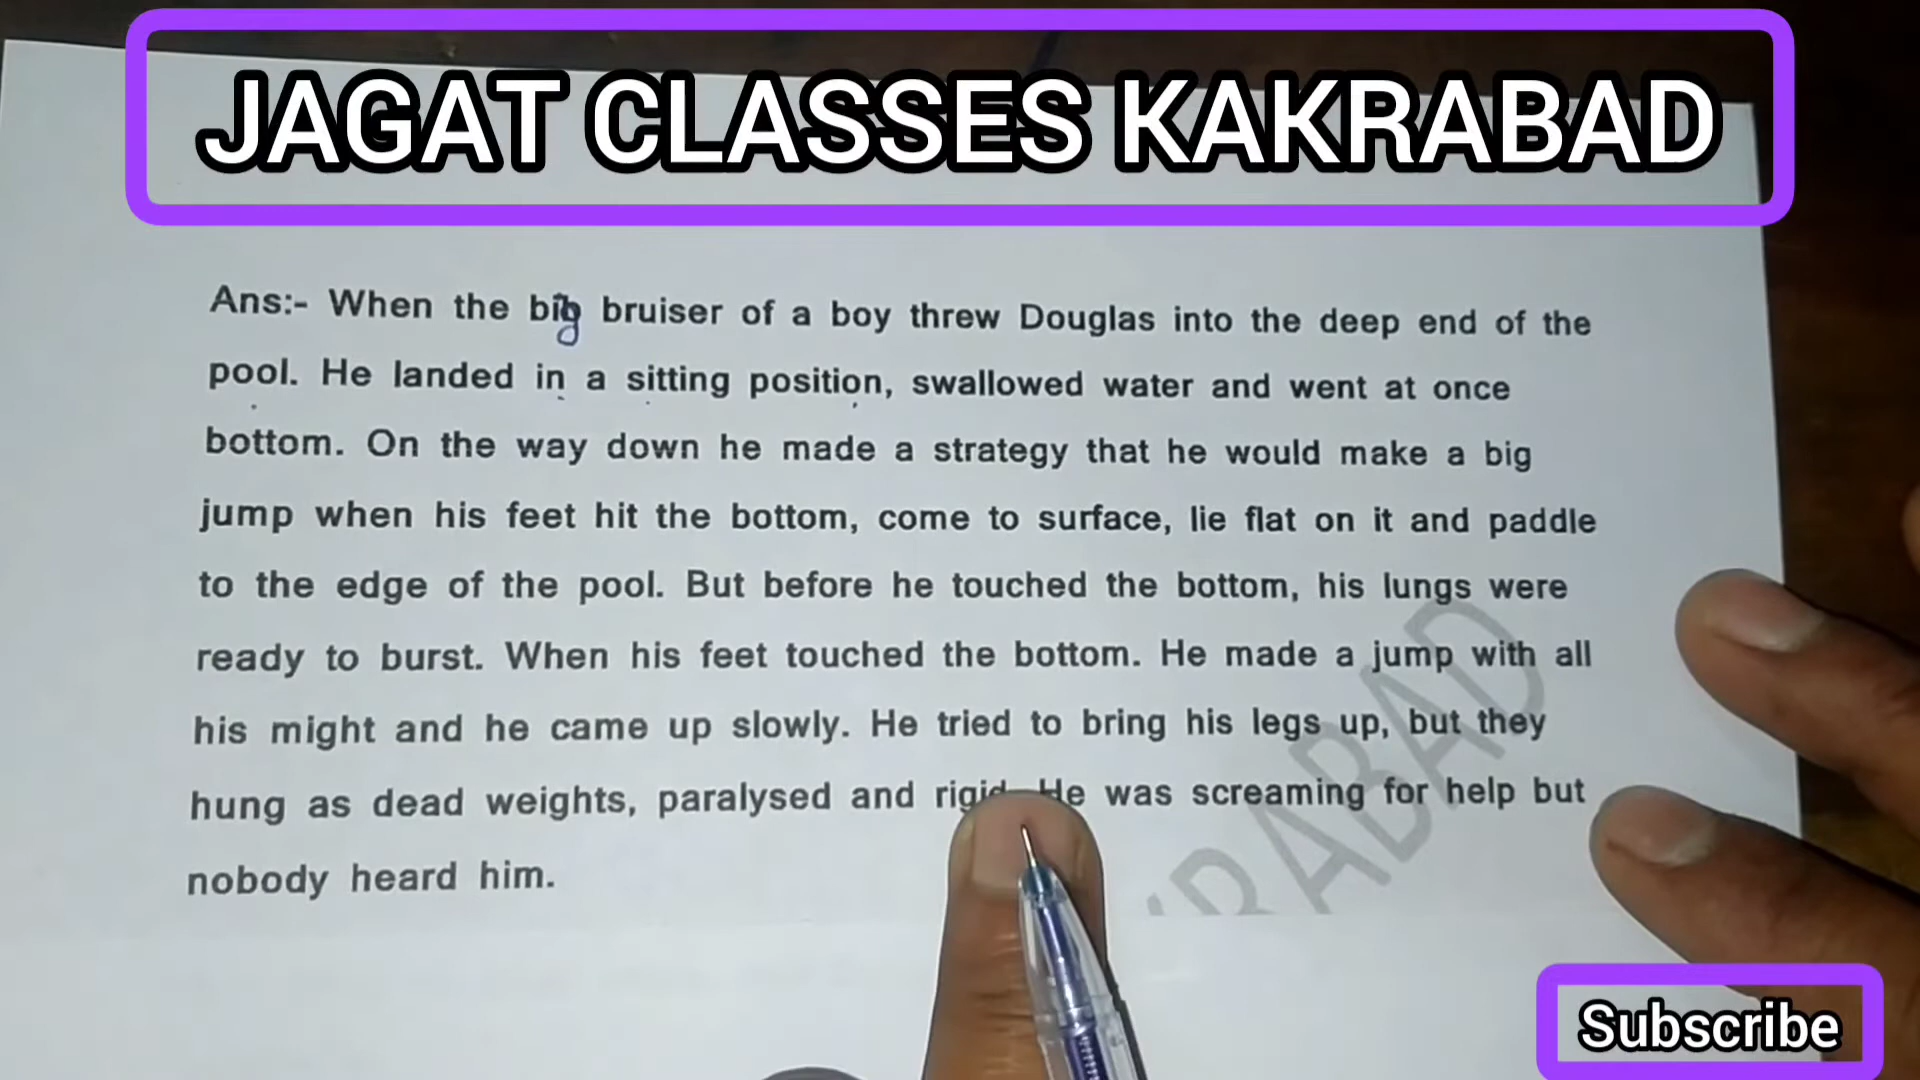 JAGAT CLASSES KAKRABAD
Ans:- When the big bruiser of a boy threw Douglas into the deep end of the
pool. He landed in a sitting position, swallowed water and went at once
bottom. On the way down he made a strategy that he would make a big
jump when his feet hit the bottom, come to surface, lie flat on it and paddle
to the edge of the pool. But before he touched the bottom, his lungs were
ready to burst. When his feet touched the bottom. He made a jump with all
his might and he came up slowly. He tried to bring his legs up, but they
hung as dead weights, paralysed and rigid. He was screaming for help but
nobody heard him.
RABAD
Subscribe